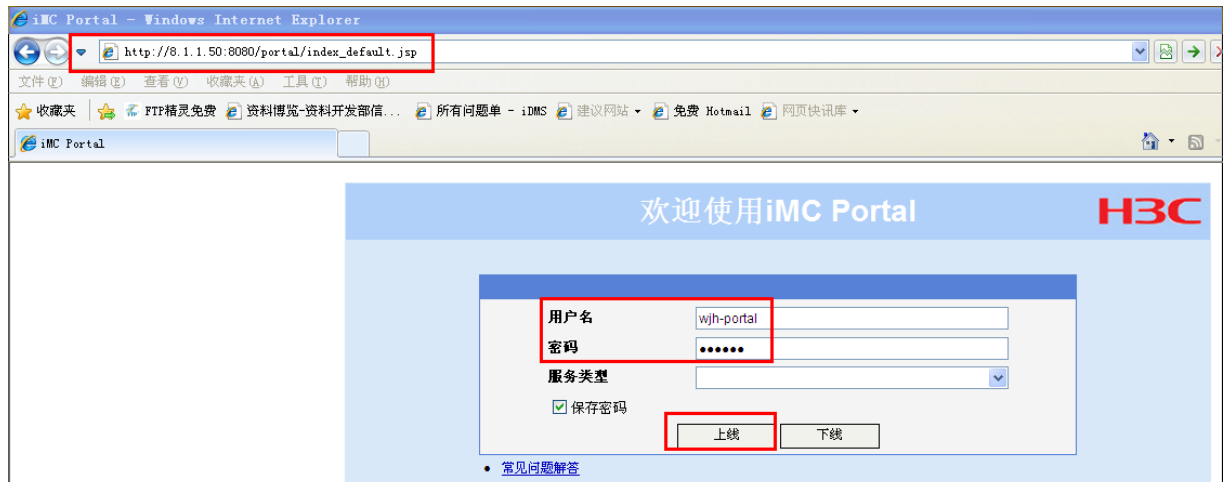 iMC Portal - Windows Internet Explorer
http://8.1.1.50:8080/portal/index_default.jsp
文件(F) 编辑(E) 查看(V) 收藏夹(A) 工具(T) 帮助(H)
收藏夹 FTP精灵免费 资料博览-资料开发部信... 所有问题单 - iDMS 建议网站 免费 Hotmail 网页快讯库
iMC Portal
欢迎使用iMC Portal H3C
用户名 wjh-portal
密码 ••••••
服务类型
保存密码
上线 下线
• 常见问题解答